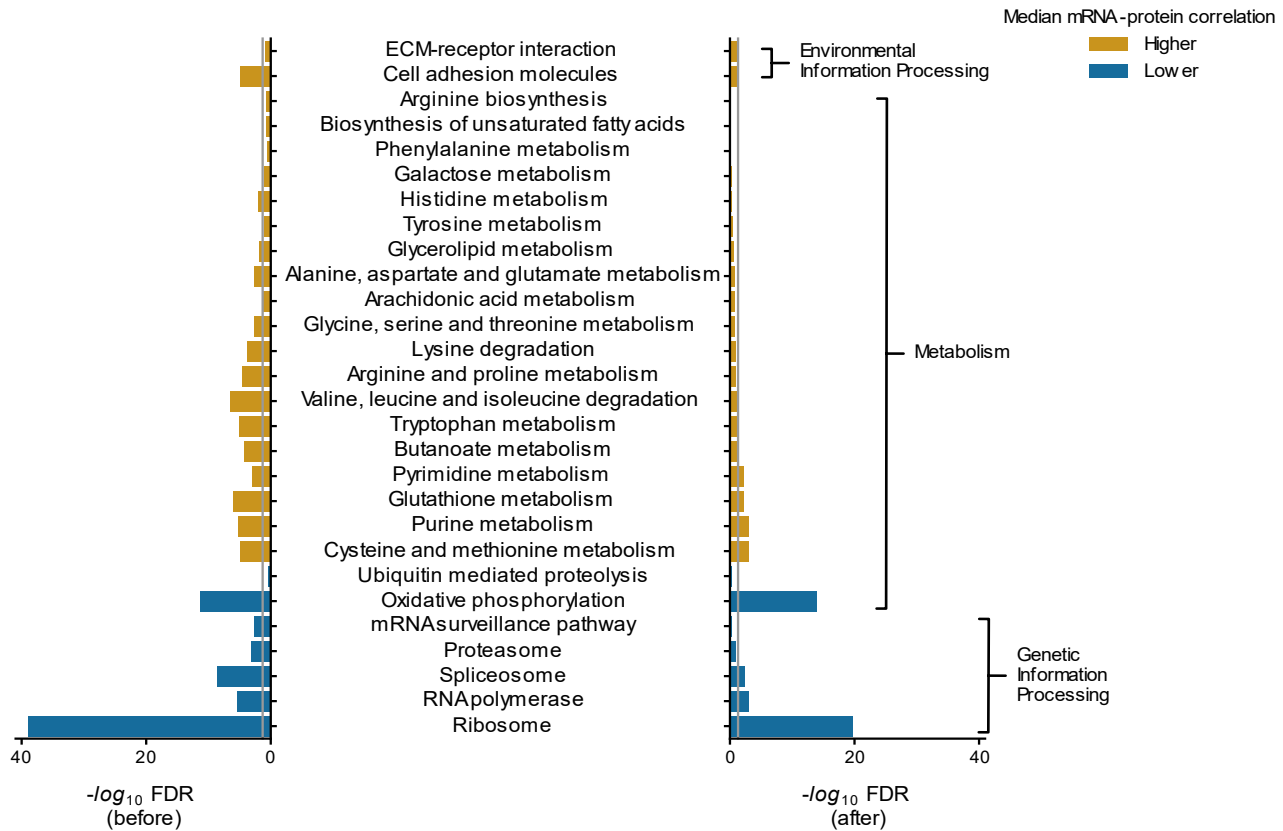 Median mRNA-protein correlation
Higher
Lower
ECM-receptor interaction
Cell adhesion molecules
Arginine biosynthesis
Biosynthesis of unsaturated fatty acids
Phenylalanine metabolism
Galactose metabolism
Histidine metabolism
Tyrosine metabolism
Glycerolipid metabolism
Alanine, aspartate and glutamate metabolism
Arachidonic acid metabolism
Glycine, serine and threonine metabolism
Lysine degradation
Arginine and proline metabolism
Valine, leucine and isoleucine degradation
Tryptophan metabolism
Butanoate metabolism
Pyrimidine metabolism
Glutathione metabolism
Purine metabolism
Cysteine and methionine metabolism
Ubiquitin mediated proteolysis
Oxidative phosphorylation
mRNA surveillance pathway
Proteasome
Spliceosome
RNA polymerase
Ribosome
Environmental
Information Processing
Metabolism
Genetic
Information
Processing
40 20 0
-log10 FDR
(before)
0 20 40
-log10 FDR
(after)